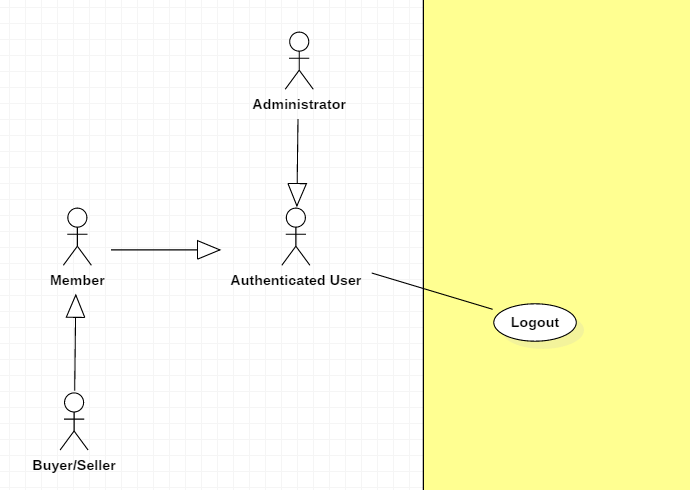 Administrator
Member
Authenticated User
Logout
Buyer/Seller